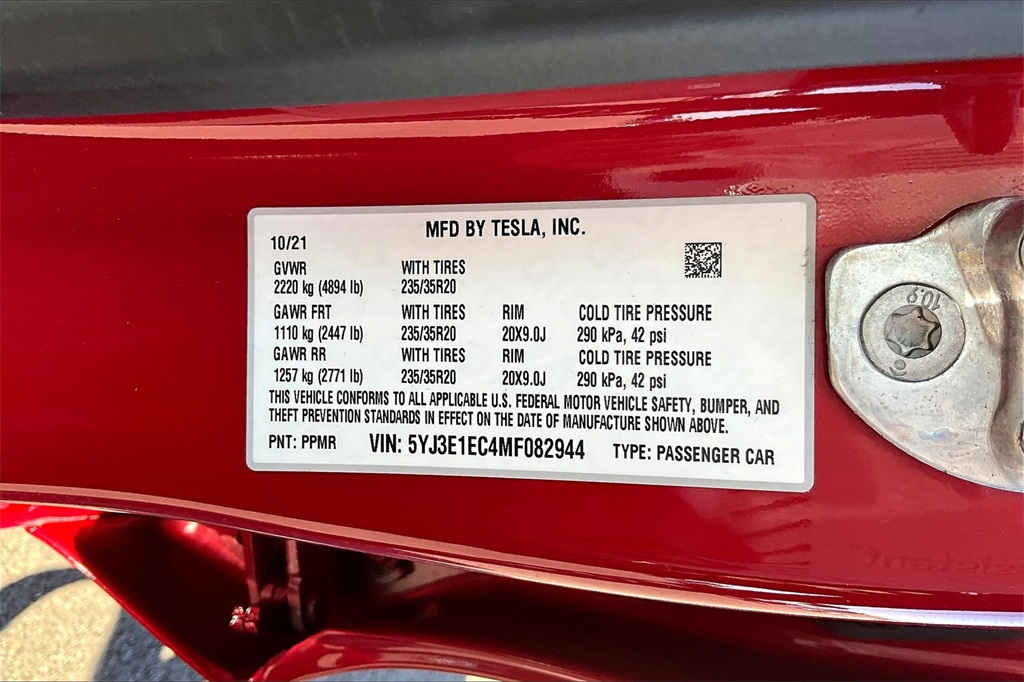 MFD BY TESLA, INC.
10/21
GVWR WITH TIRES
2220 kg (4894 lb) 235/35R20
GAWR FRT WITH TIRES RIM COLD TIRE PRESSURE
1110 kg (2447 lb) 235/35R20 20X9.0J 290 kPa, 42 psi
GAWR RR WITH TIRES RIM COLD TIRE PRESSURE
1257 kg (2771 lb) 235/35R20 20X9.0J 290 kPa, 42 psi
THIS VEHICLE CONFORMS TO ALL APPLICABLE U.S. FEDERAL MOTOR VEHICLE SAFETY, BUMPER, AND
THEFT PREVENTION STANDARDS IN EFFECT ON THE DATE OF MANUFACTURE SHOWN ABOVE.
PNT: PPMR VIN: 5YJ3E1EC4MF082944 TYPE: PASSENGER CAR
10.9